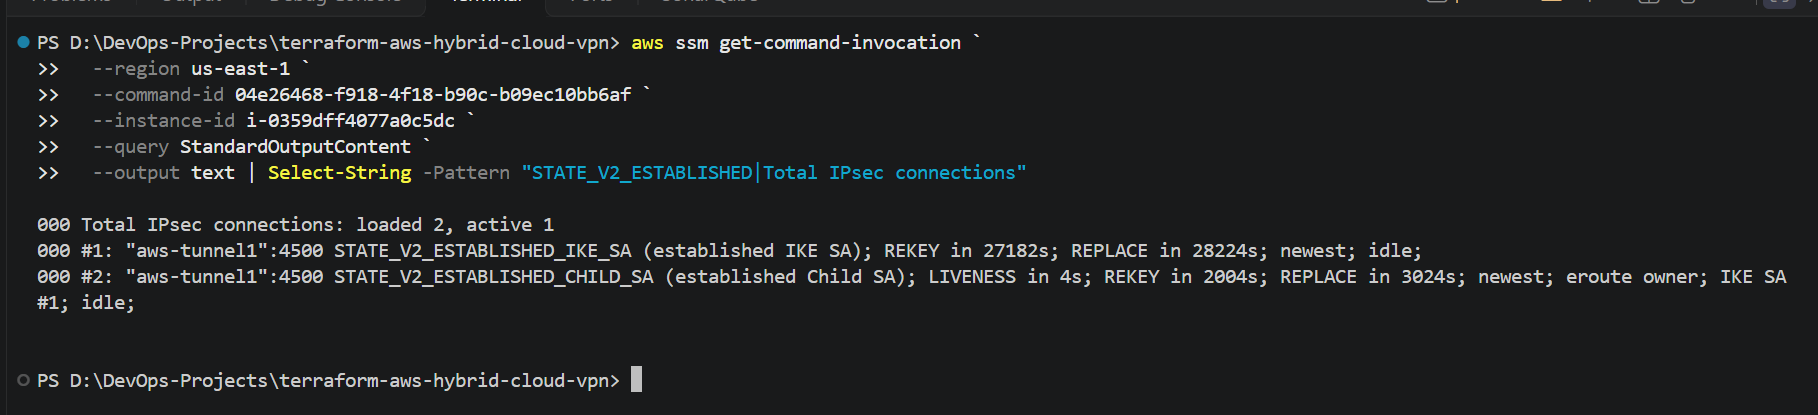 PS D:\DevOps-Projects\terraform-aws-hybrid-cloud-vpn> aws ssm get-command-invocation `
>>   --region us-east-1 `
>>   --command-id 04e26468-f918-4f18-b90c-b09ec10bb6af `
>>   --instance-id i-0359dff4077a0c5dc `
>>   --query StandardOutputContent `
>>   --output text | Select-String -Pattern "STATE_V2_ESTABLISHED|Total IPsec connections"
000 Total IPsec connections: loaded 2, active 1
000 #1: "aws-tunnel1":4500 STATE_V2_ESTABLISHED_IKE_SA (established IKE SA); REKEY in 27182s; REPLACE in 28224s; newest; idle;
000 #2: "aws-tunnel1":4500 STATE_V2_ESTABLISHED_CHILD_SA (established Child SA); LIVENESS in 4s; REKEY in 2004s; REPLACE in 3024s; newest; eroute owner; IKE SA
#1; idle;
PS D:\DevOps-Projects\terraform-aws-hybrid-cloud-vpn>